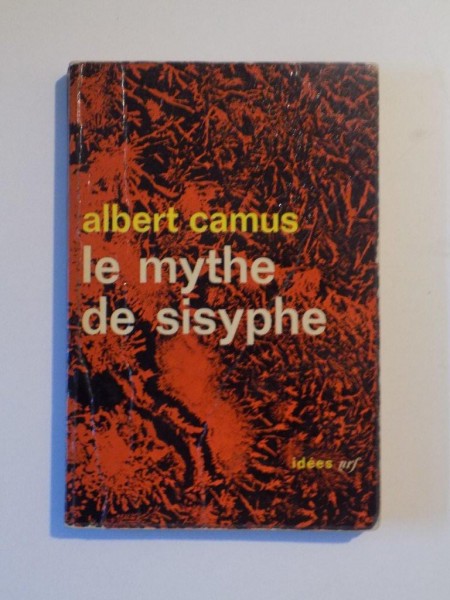 albert camus
le mythe
de sisyphe
idées nrf